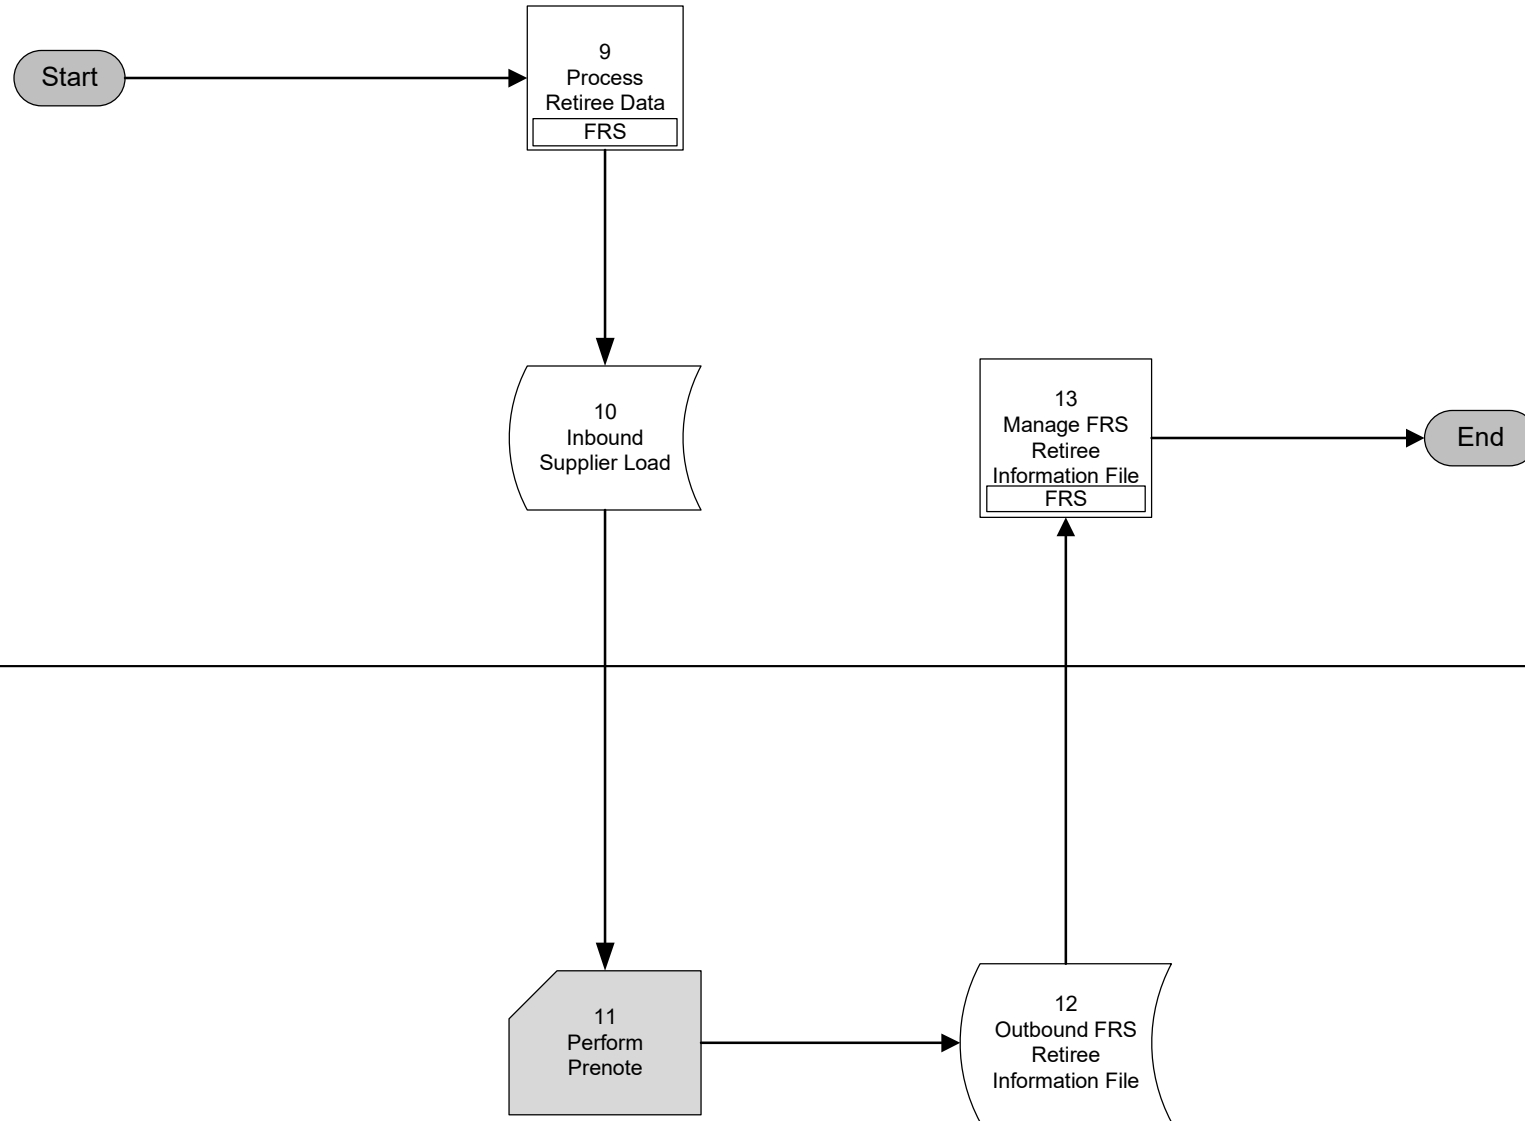 Start
9
Process
Retiree Data
FRS
10
Inbound
Supplier Load
13
Manage FRS
Retiree
Information File
FRS
End
11
Perform
Prenote
12
Outbound FRS
Retiree
Information File